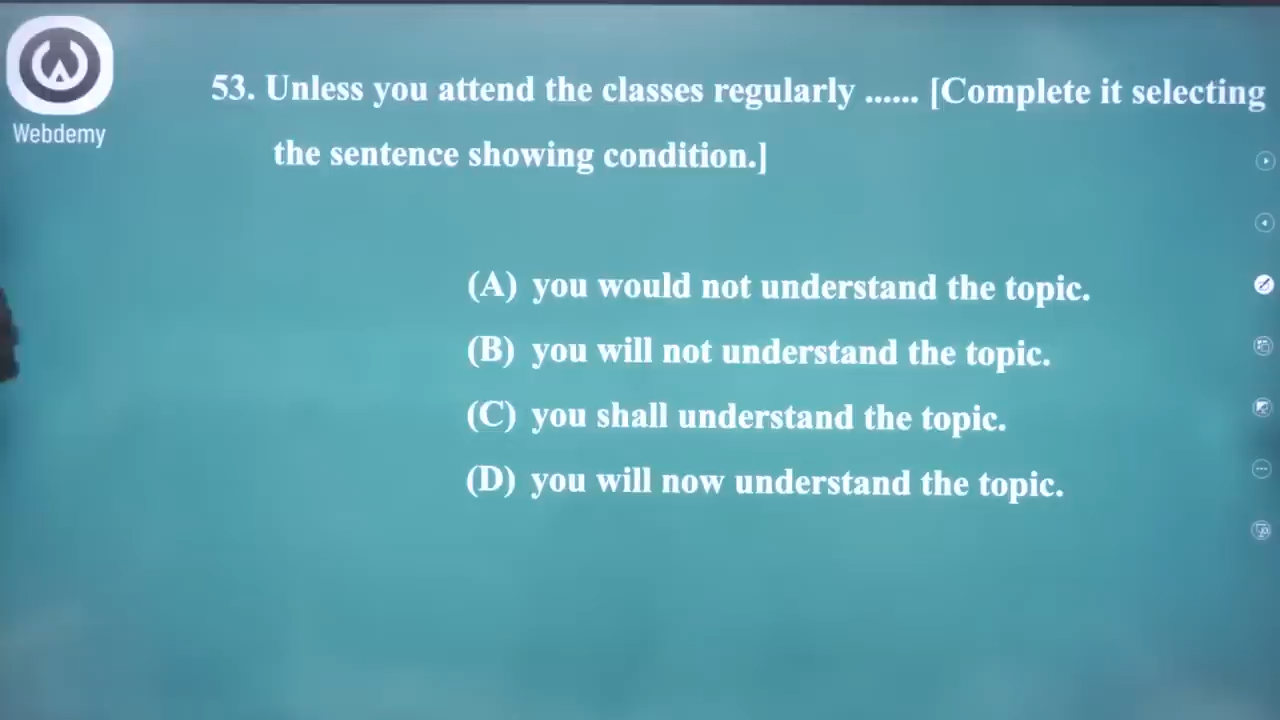 Webdemy
53. Unless you attend the classes regularly ...... [Complete it selecting
the sentence showing condition.]
(A) you would not understand the topic.
(B) you will not understand the topic.
(C) you shall understand the topic.
(D) you will now understand the topic.